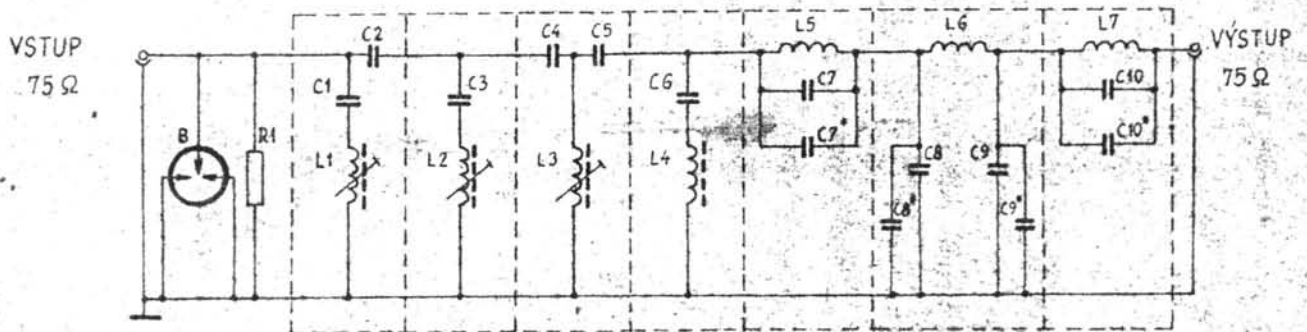 VSTUP
75 Ω
B
R1
C1
L1
C2
C3
L2
C4
C5
L3
C6
L4
L5
C7
C7*
L6
C8
C8*
C9
C9*
L7
C10
C10*
VÝSTUP
75 Ω